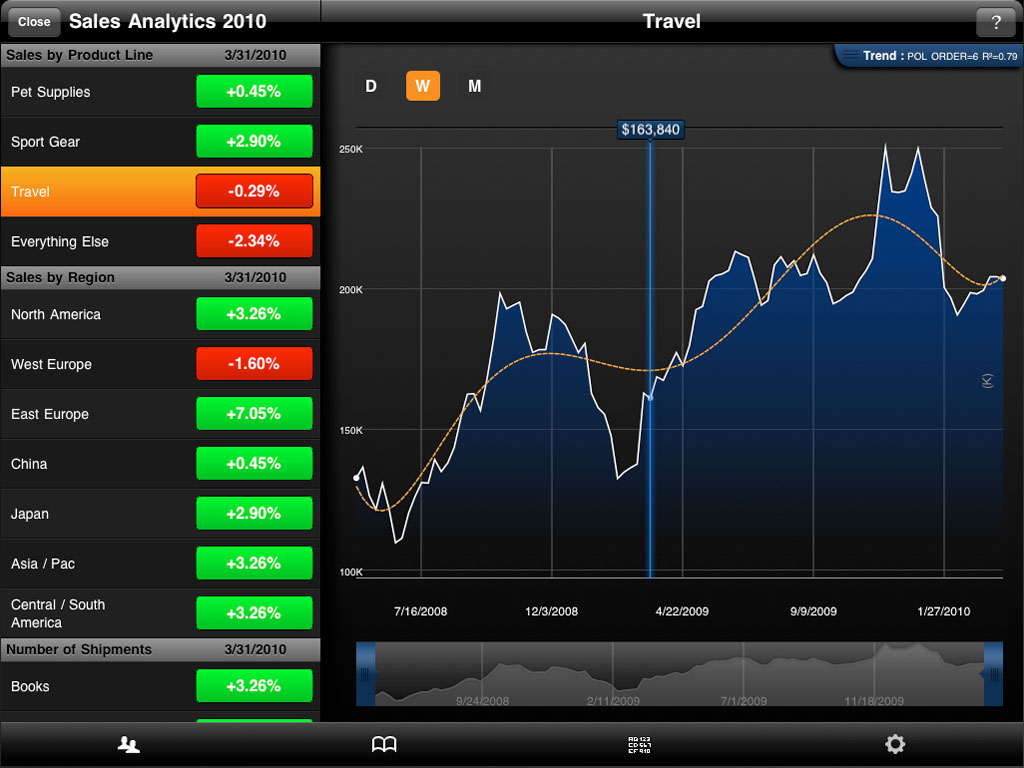 Close Sales Analytics 2010
Travel
?
Sales by Product Line 3/31/2010
Pet Supplies +0.45%
Sport Gear +2.90%
Travel -0.29%
Everything Else -2.34%
Sales by Region 3/31/2010
North America +3.26%
West Europe -1.60%
East Europe +7.05%
China +0.45%
Japan +2.90%
Asia / Pac +3.26%
Central / South
America +3.26%
Number of Shipments 3/31/2010
Books +3.26%
Trend : POL ORDER=6 R²=0.79
D W M
$163,840
250K
200K
(K)
150K
100K
7/16/2008 12/3/2008 4/22/2009 9/9/2009 1/27/2010
9/24/2008 2/11/2009 7/1/2009 11/18/2009